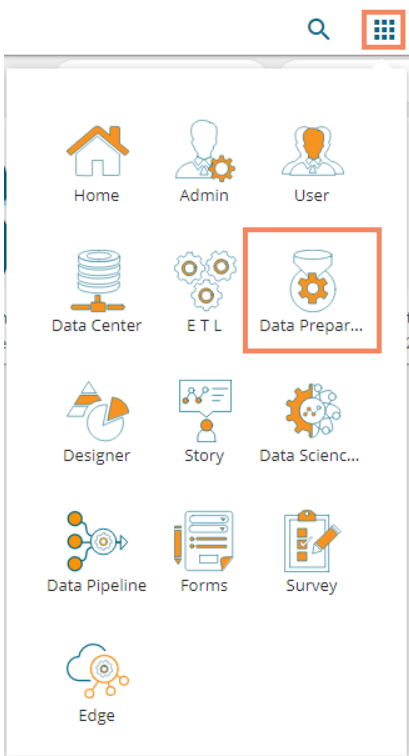 Home Admin User
Data Center E T L Data Prepar...
Designer Story Data Scienc...
Data Pipeline Forms Survey
Edge